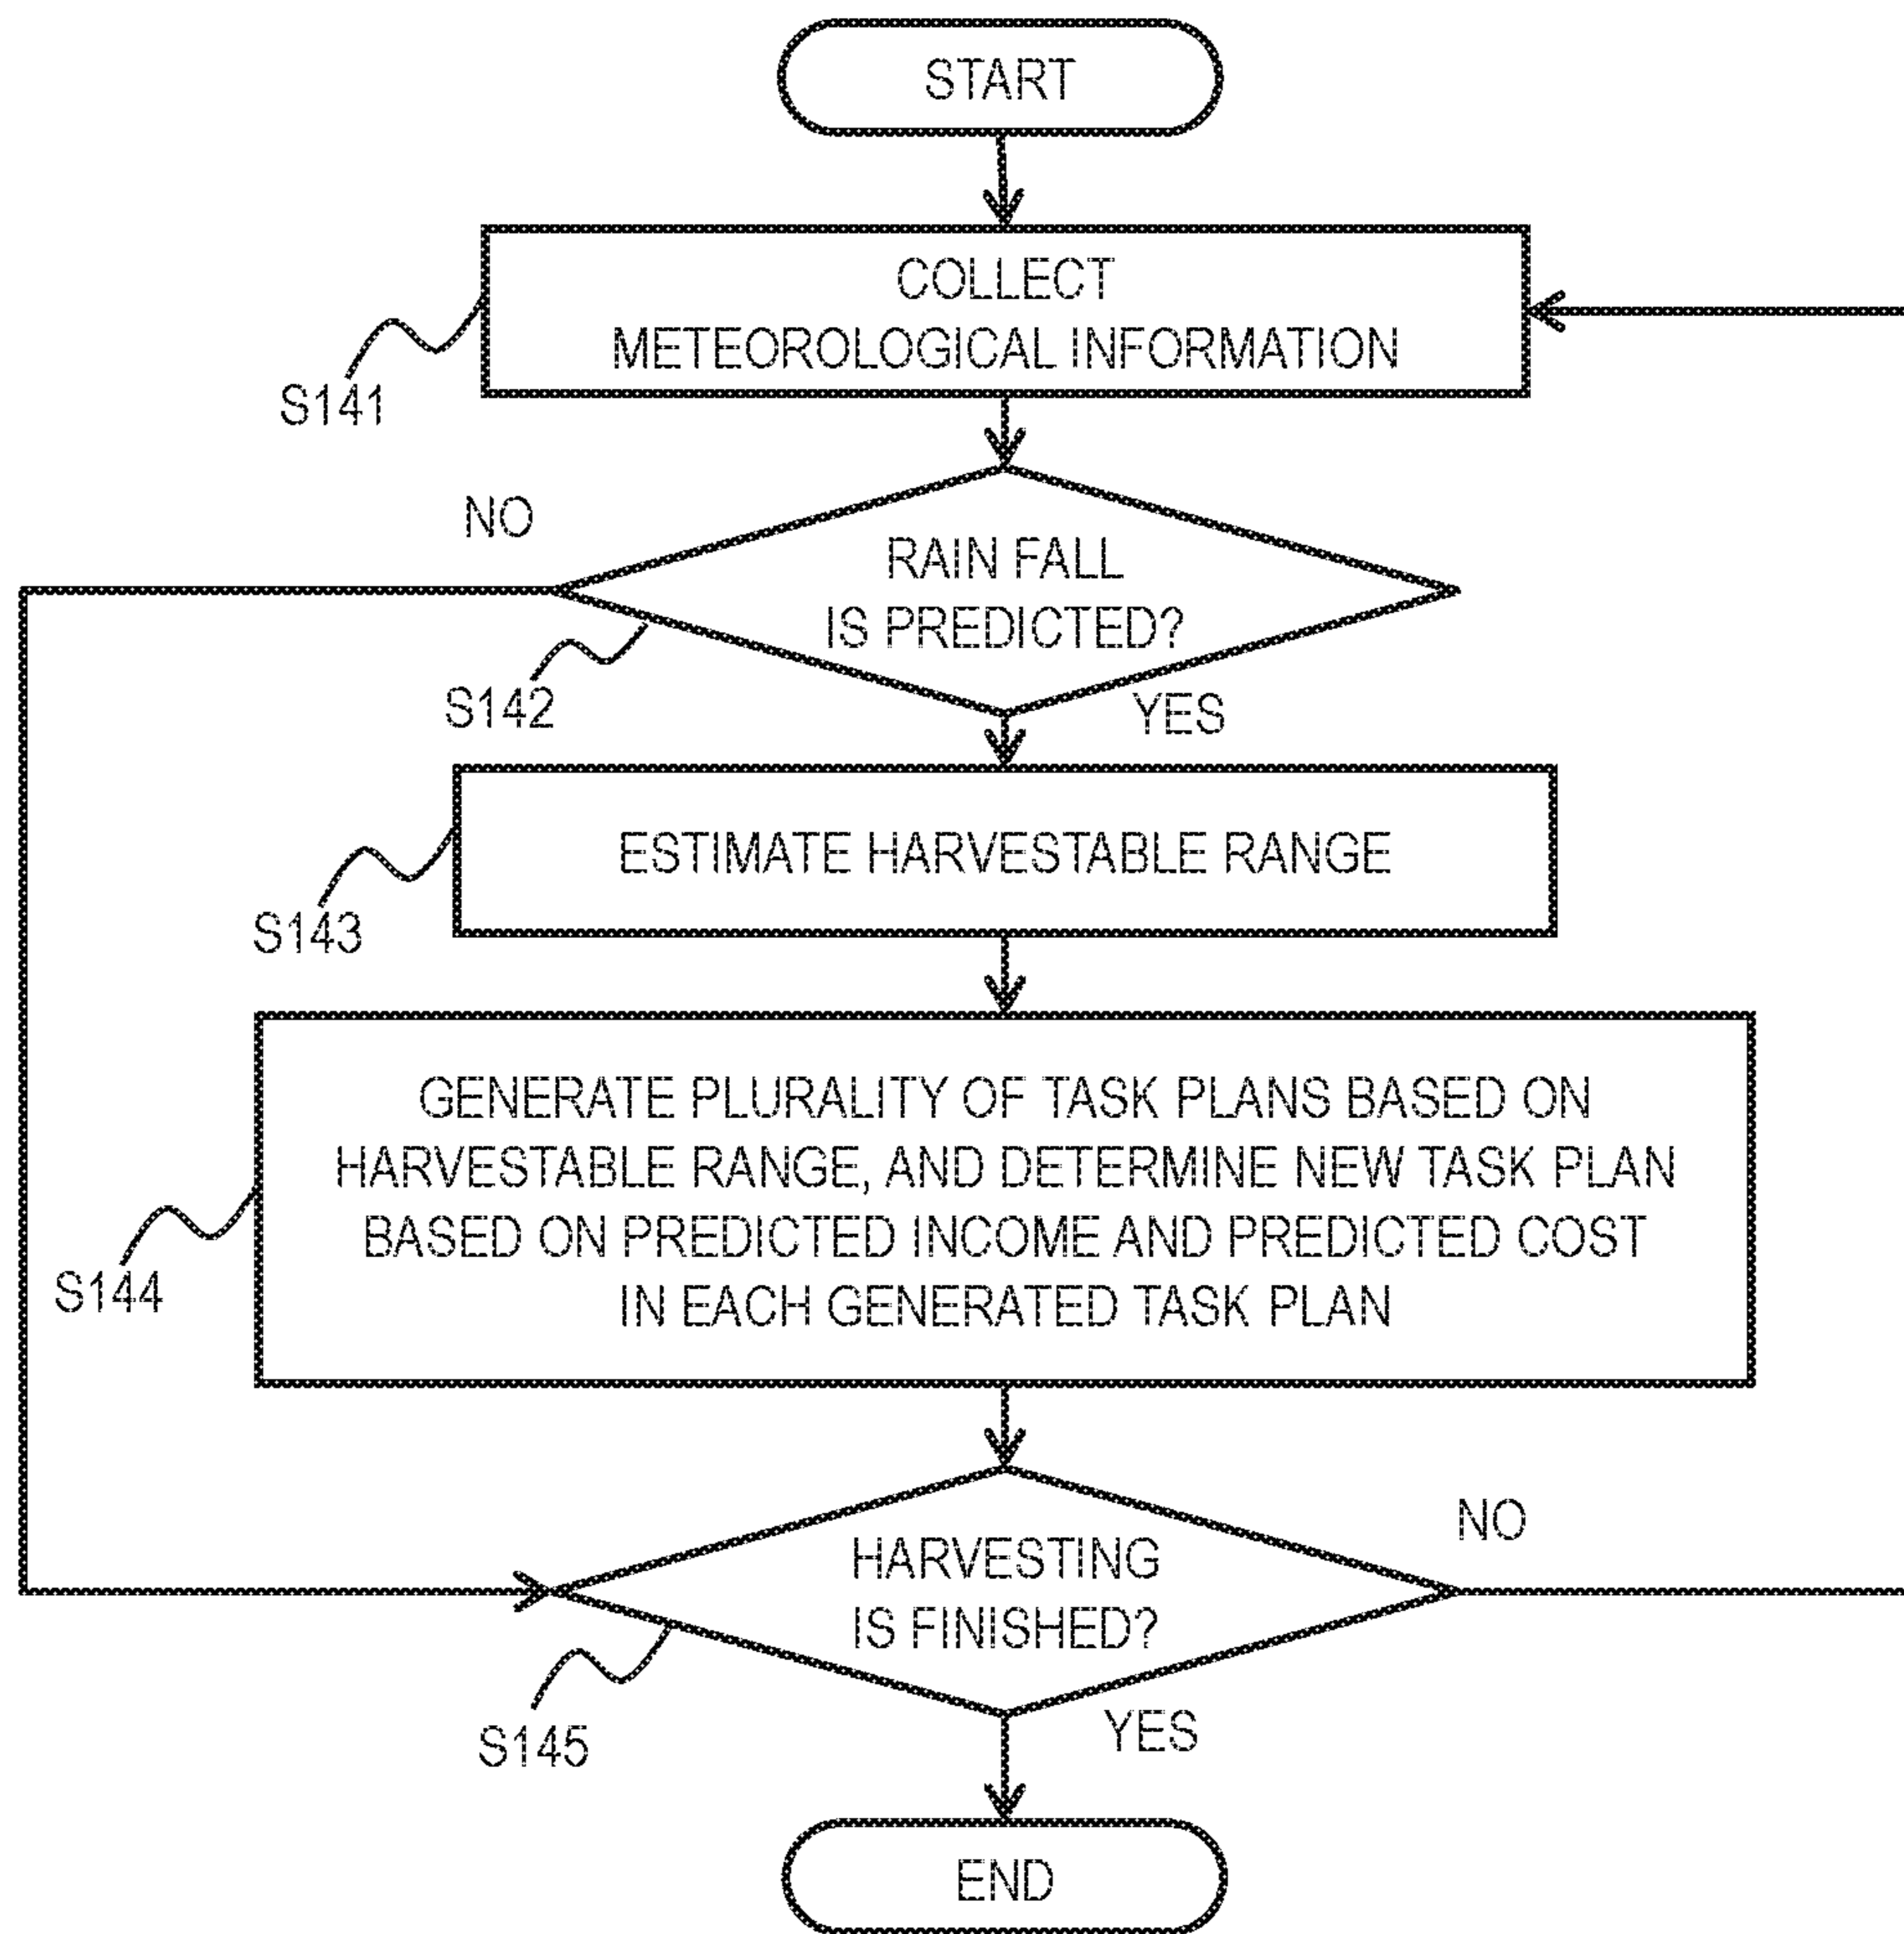 START
COLLECT
METEOROLOGICAL INFORMATION
S141
NO
RAIN FALL
IS PREDICTED?
S142
YES
ESTIMATE HARVESTABLE RANGE
S143
GENERATE PLURALITY OF TASK PLANS BASED ON
HARVESTABLE RANGE, AND DETERMINE NEW TASK PLAN
BASED ON PREDICTED INCOME AND PREDICTED COST
IN EACH GENERATED TASK PLAN
S144
NO
HARVESTING
IS FINISHED?
S145
YES
END